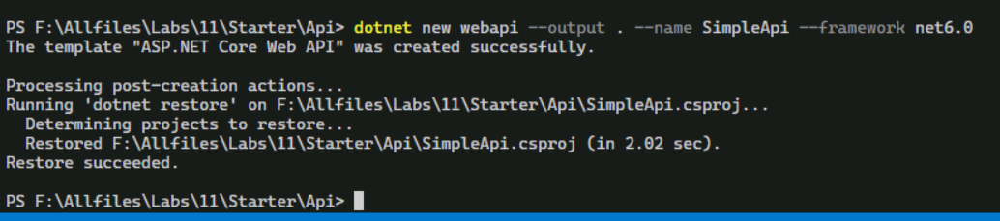 PS F:\Allfiles\Labs\11\Starter\Api> dotnet new webapi --output . --name SimpleApi --framework net6.0
The template "ASP.NET Core Web API" was created successfully.
Processing post-creation actions...
Running 'dotnet restore' on F:\Allfiles\Labs\11\Starter\Api\SimpleApi.csproj...
  Determining projects to restore...
  Restored F:\Allfiles\Labs\11\Starter\Api\SimpleApi.csproj (in 2.02 sec).
Restore succeeded.
PS F:\Allfiles\Labs\11\Starter\Api>